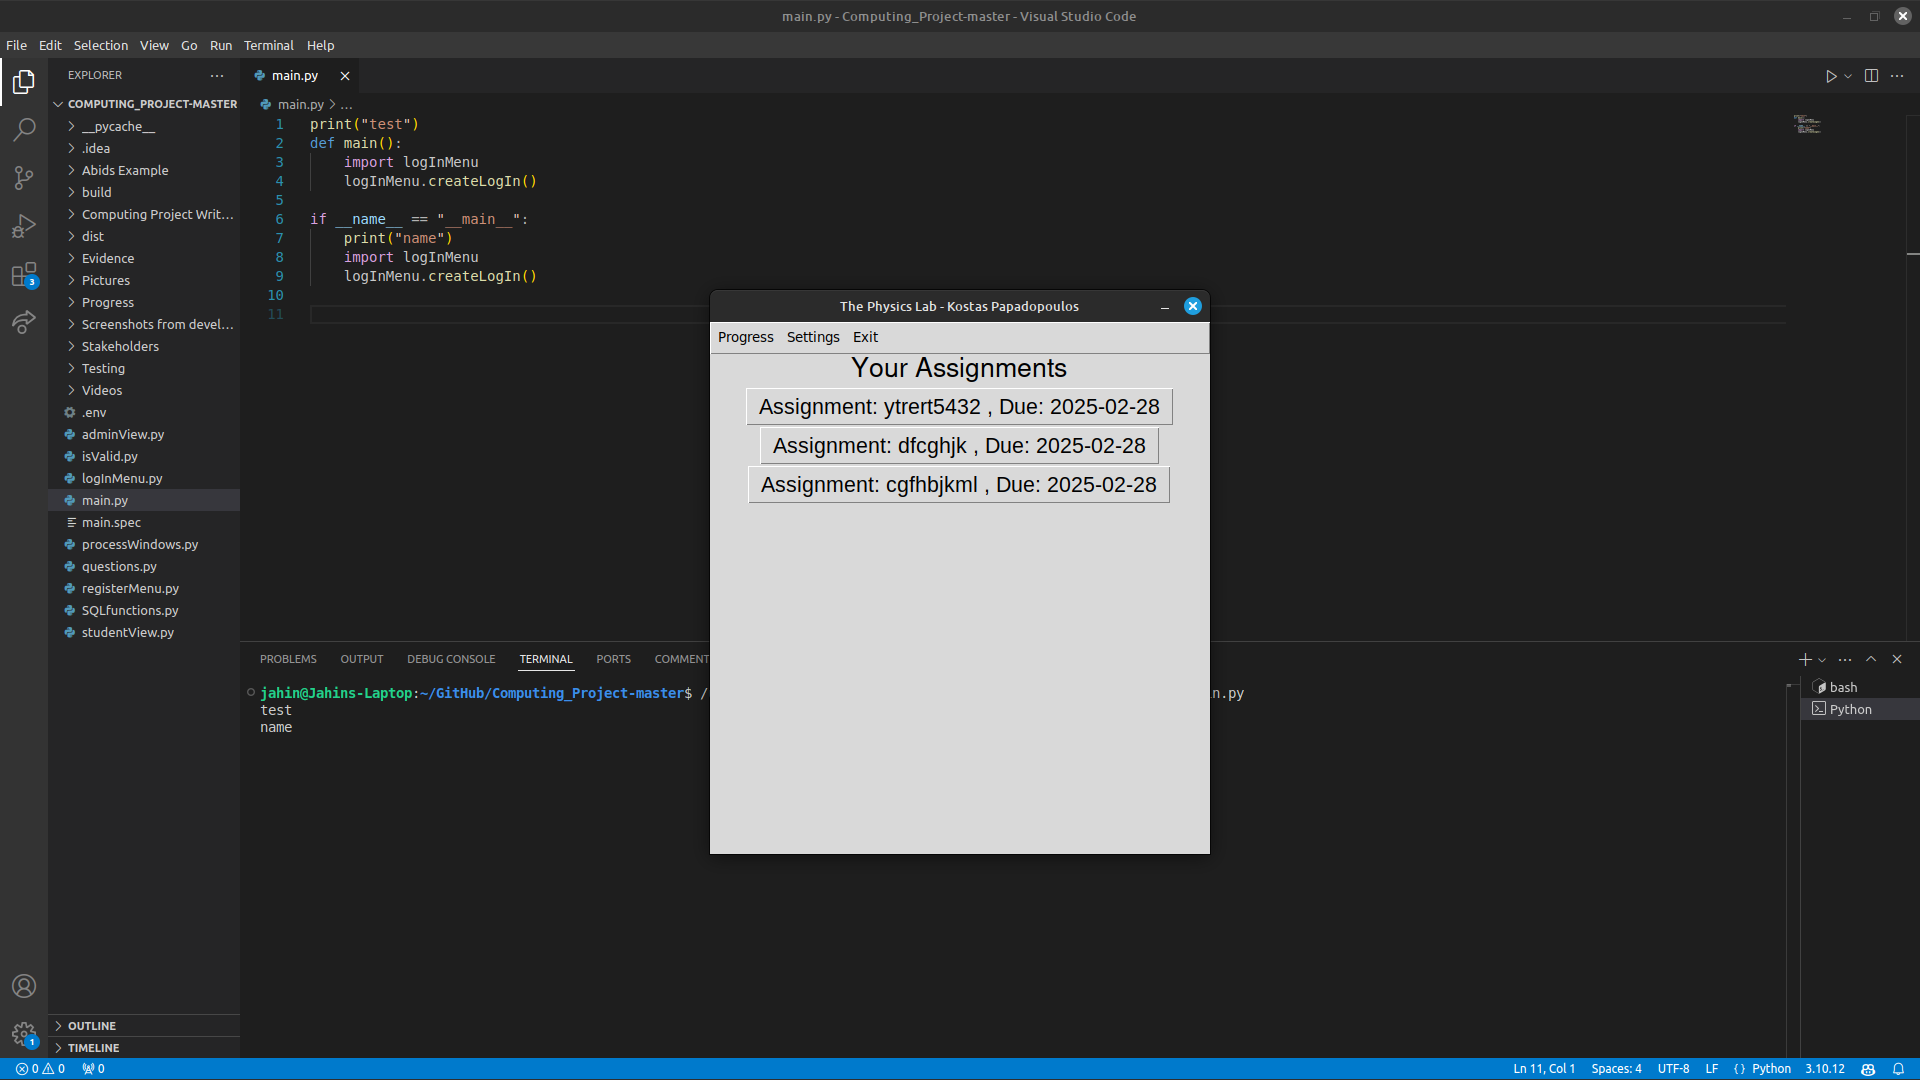 main.py - Computing_Project-master - Visual Studio Code
File Edit Selection View Go Run Terminal Help
EXPLORER
COMPUTING_PROJECT-MASTER
__pycache__
.idea
Abids Example
build
Computing Project Writ...
dist
Evidence
Pictures
Progress
Screenshots from devel...
Stakeholders
Testing
Videos
.env
adminView.py
isValid.py
logInMenu.py
main.py
main.spec
processWindows.py
questions.py
registerMenu.py
SQLfunctions.py
studentView.py
OUTLINE
TIMELINE
main.py
main.py > ...
1 print("test")
2 def main():
3 import logInMenu
4 logInMenu.createLogIn()
5
6 if __name__ == "__main__":
7 print("name")
8 import logInMenu
9 logInMenu.createLogIn()
10
11
The Physics Lab - Kostas Papadopoulos
Progress Settings Exit
Your Assignments
Assignment: ytrert5432 , Due: 2025-02-28
Assignment: dfcghjk , Due: 2025-02-28
Assignment: cgfhbjkml , Due: 2025-02-28
PROBLEMS OUTPUT DEBUG CONSOLE TERMINAL PORTS COMMENT
jahin@Jahins-Laptop:~/GitHub/Computing_Project-master$ / n.py
test
name
bash
Python
3
1
0 0 0
Ln 11, Col 1 Spaces: 4 UTF-8 LF {} Python 3.10.12